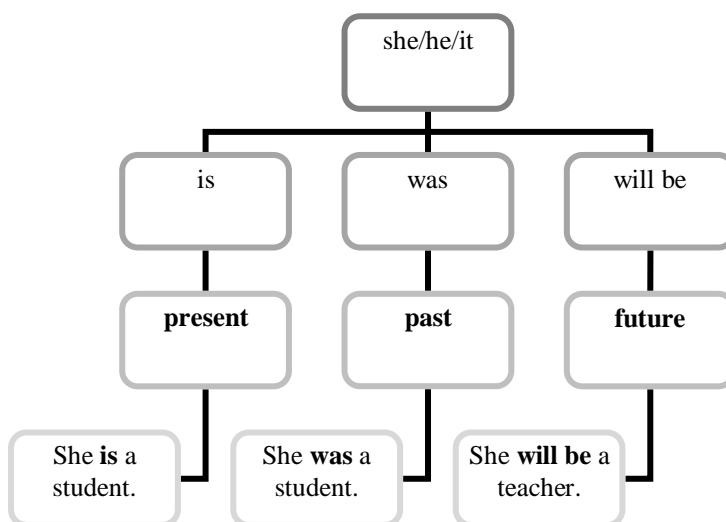 she/he/it
is
was
will be
present
past
future
She is a
student.
She was a
student.
She will be a
teacher.